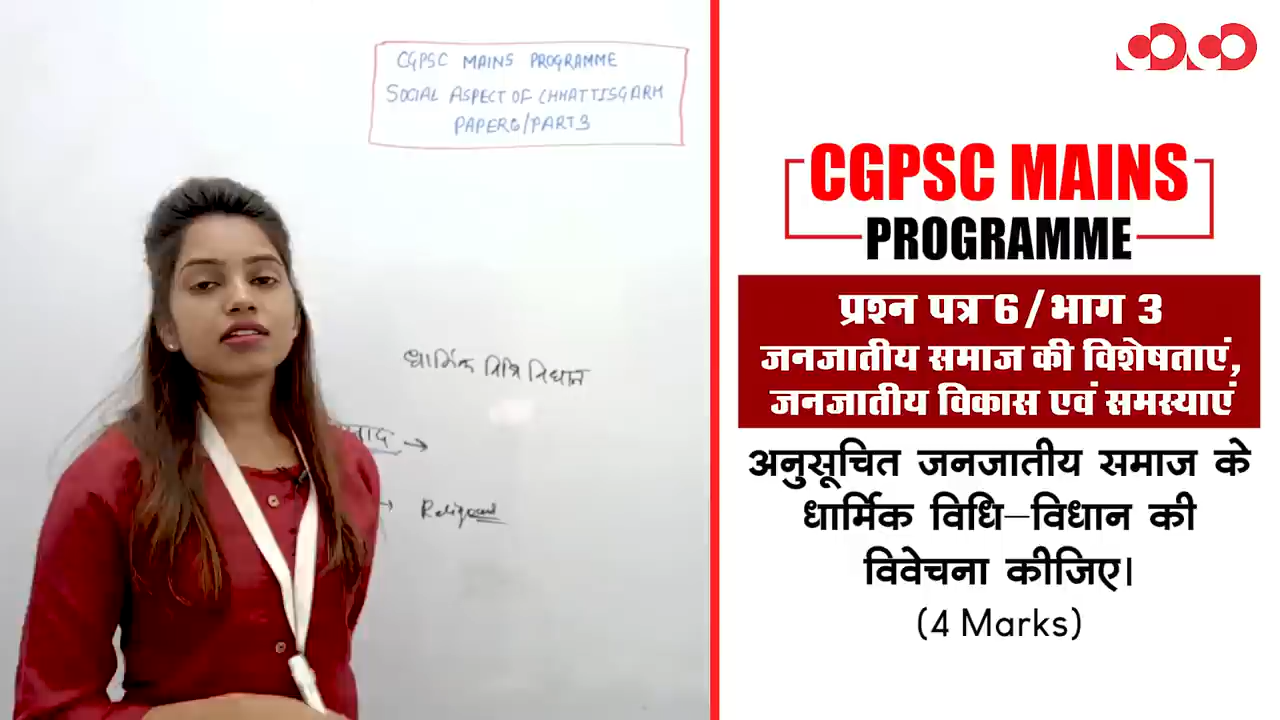 CGPSC MAINS PROGRAMME
SOCIAL ASPECT OF CHHATTISGARH
PAPER6/PART3
धार्मिक विधि विधान
CGPSC MAINS
PROGRAMME
प्रश्न पत्र-6/भाग 3
जनजातीय समाज की विशेषताएं,
जनजातीय विकास एवं समस्याएं
अनुसूचित जनजातीय समाज के
धार्मिक विधि–विधान की
विवेचना कीजिए।
(4 Marks)